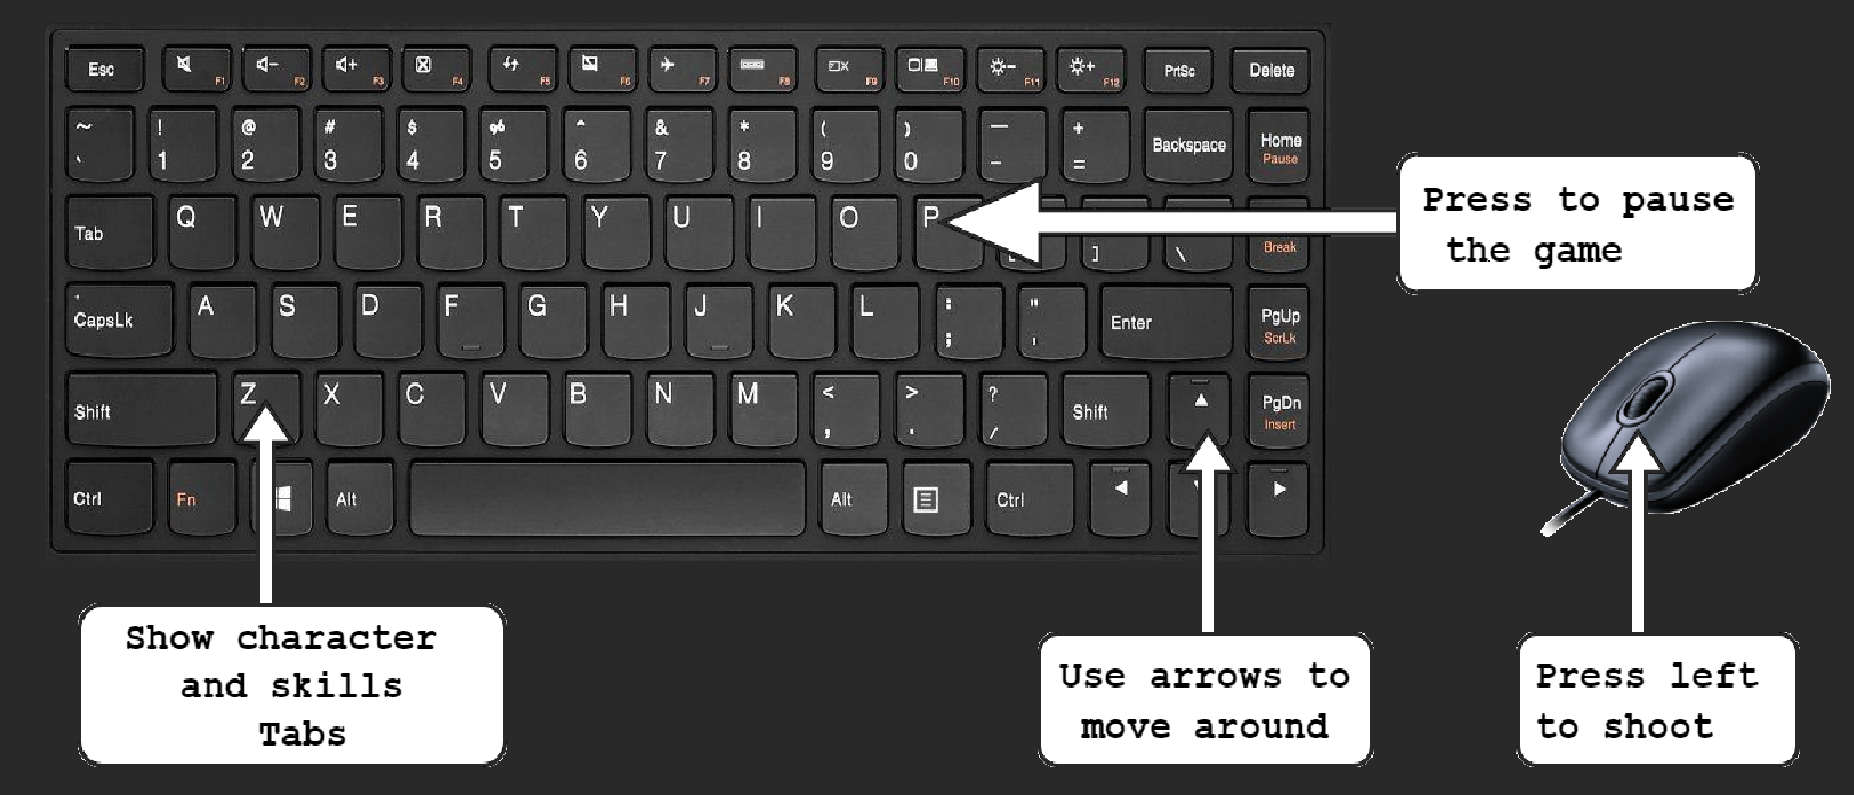 Esc F1 F2 F3 F4 F5 F6 F7 F8 F9 F10 F11 F12 PrtSc Delete
~ ! @ # $ % ^ & * ( ) — +
` 1 2 3 4 5 6 7 8 9 0 - = Backspace Home
Pause
Tab Q W E R T Y U I O P [ ] \
Break
CapsLk A S D F G H J K L : " Enter PgUp
; ' ScrLk
Shift Z X C V B N M < > ? Shift PgDn
, . / Insert
Ctrl Fn Alt Alt Ctrl
Press to pause
the game
Show character
and skills
Tabs
Use arrows to
move around
Press left
to shoot